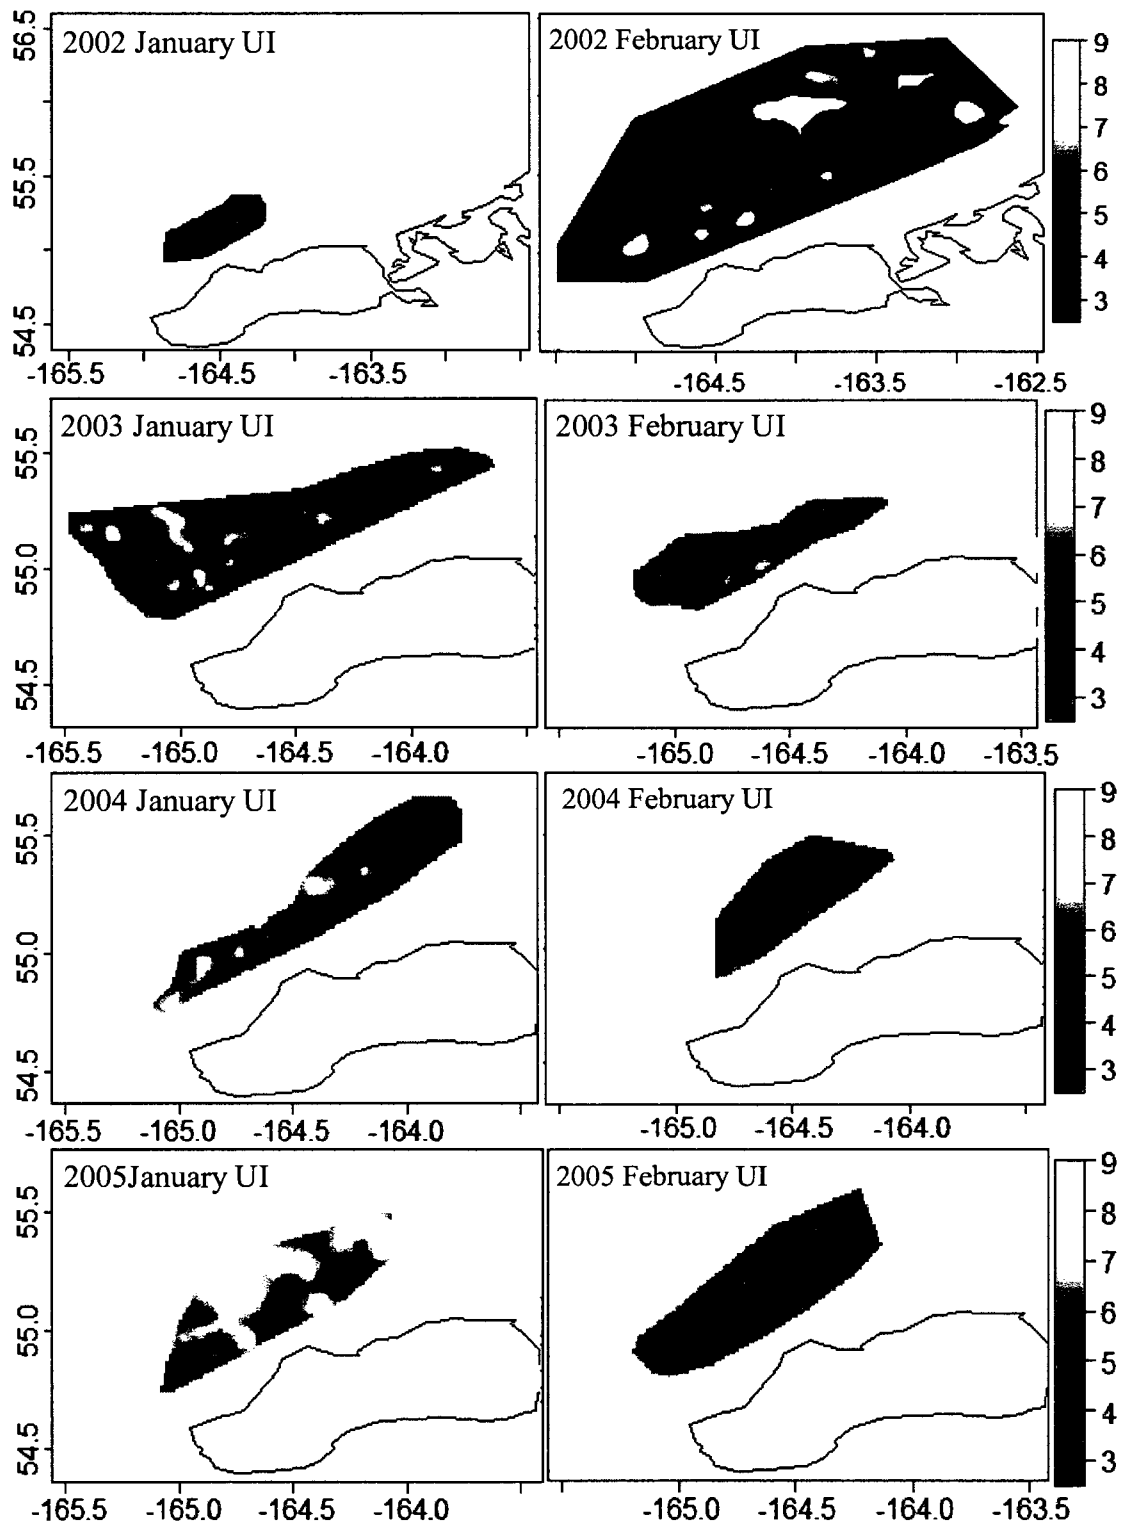 2002 January UI
2002 February UI
56.5
55.5
54.5
9
8
7
6
5
4
3
-165.5 -164.5 -163.5
-164.5 -163.5 -162.5
2003 January UI
2003 February UI
55.5
55.0
54.5
9
8
7
6
5
4
3
-165.5 -165.0 -164.5 -164.0
-165.0 -164.5 -164.0 -163.5
2004 January UI
2004 February UI
55.5
55.0
54.5
9
8
7
6
5
4
3
-165.5 -165.0 -164.5 -164.0
-165.0 -164.5 -164.0
2005January UI
2005 February UI
55.5
55.0
54.5
9
8
7
6
5
4
3
-165.5 -165.0 -164.5 -164.0
-165.0 -164.5 -164.0 -163.5